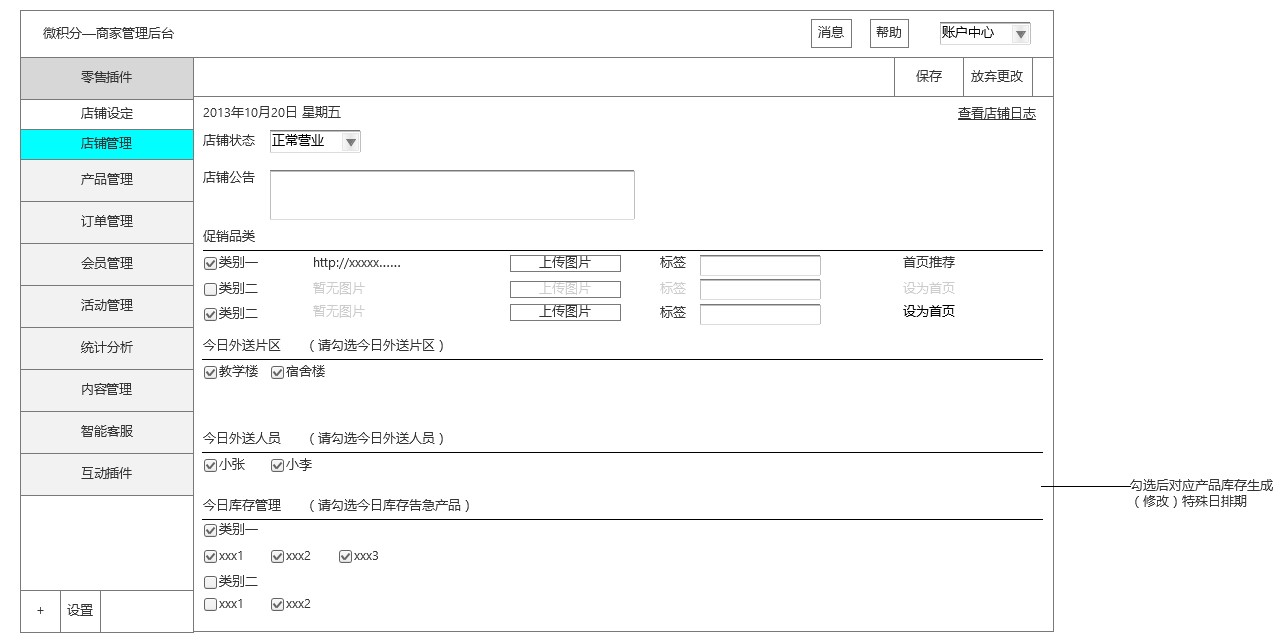 微积分—商家管理后台
消息
帮助
账户中心
零售插件
保存
放弃更改
店铺设定
2013年10月20日 星期五
查看店铺日志
店铺管理
店铺状态
正常营业
产品管理
店铺公告
订单管理
促销品类
会员管理
类别一 http://xxxxx...... 上传图片 标签 首页推荐
类别二 暂无图片 上传图片 标签 设为首页
活动管理
类别二 暂无图片 上传图片 标签 设为首页
统计分析
今日外送片区 （请勾选今日外送片区）
教学楼 宿舍楼
内容管理
智能客服
今日外送人员 （请勾选今日外送人员）
小张 小李
互动插件
勾选后对应产品库存生成
（修改）特殊日排期
今日库存管理 （请勾选今日库存告急产品）
类别一
xxx1 xxx2 xxx3
类别二
xxx1 xxx2
+ 设置